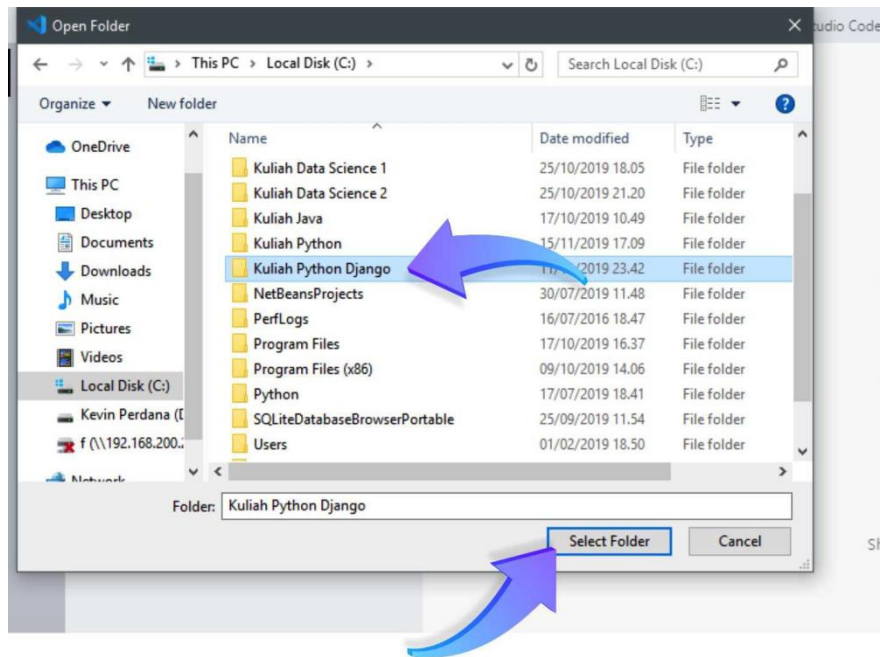 Open Folder
tudio Code
This PC > Local Disk (C:) >
Search Local Disk (C:)
Organize
New folder
Name Date modified Type
OneDrive
This PC
Desktop
Documents
Downloads
Music
Pictures
Videos
Local Disk (C:)
Kevin Perdana (
f (\\192.168.200.
Network
Kuliah Data Science 1 25/10/2019 18.05 File folder
Kuliah Data Science 2 25/10/2019 21.20 File folder
Kuliah Java 17/10/2019 10.49 File folder
Kuliah Python 15/11/2019 17.09 File folder
Kuliah Python Django 23.42 File folder
NetBeansProjects 30/07/2019 11.48 File folder
PerfLogs 16/07/2016 18.47 File folder
Program Files 17/10/2019 16.37 File folder
Program Files (x86) 09/10/2019 14.06 File folder
Python 17/07/2019 18.41 File folder
SQLiteDatabaseBrowserPortable 25/09/2019 11.54 File folder
Users 01/02/2019 18.50 File folder
Folder: Kuliah Python Django
Select Folder
Cancel
Sh